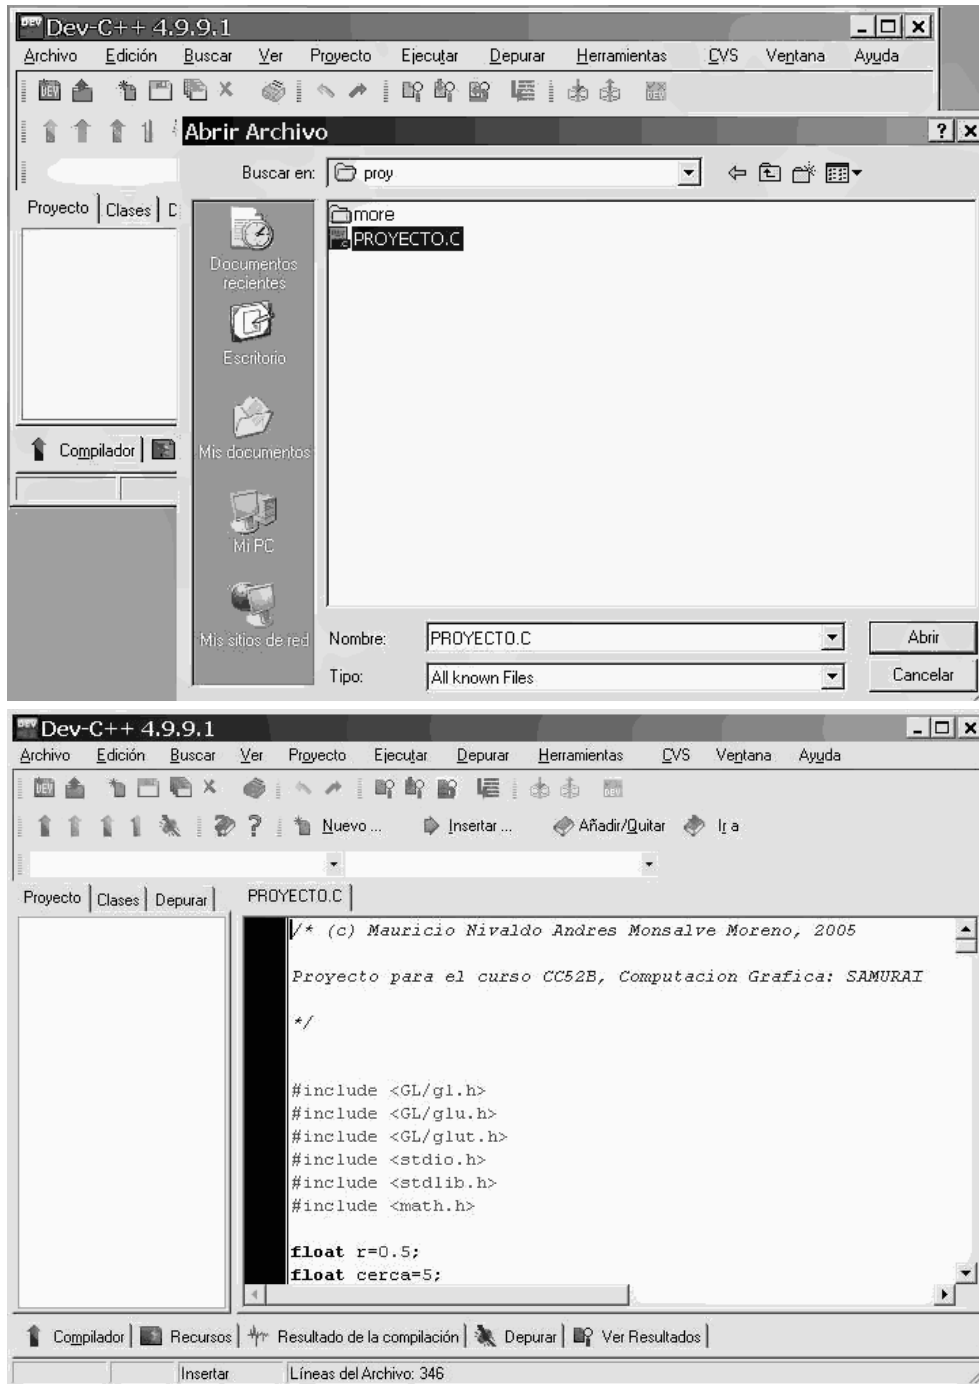 Dev-C++ 4.9.9.1
Archivo Edición Buscar Ver Proyecto Ejecutar Depurar Herramientas CVS Ventana Ayuda
Abrir Archivo
Buscar en: proy
Proyecto Clases D
more
PROYECTO.C
Documentos recientes
Escritorio
Mis documentos
Mi PC
Mis sitios de red
Compilador
Nombre: PROYECTO.C Abrir
Tipo: All known Files Cancelar
Dev-C++ 4.9.9.1
Archivo Edición Buscar Ver Proyecto Ejecutar Depurar Herramientas CVS Ventana Ayuda
Nuevo ... Insertar ... Añadir/Quitar Ir a
Proyecto Clases Depurar PROYECTO.C
/* (c) Mauricio Nivaldo Andres Monsalve Moreno, 2005
Proyecto para el curso CC52B, Computacion Grafica: SAMURAI
*/
#include <GL/gl.h>
#include <GL/glu.h>
#include <GL/glut.h>
#include <stdio.h>
#include <stdlib.h>
#include <math.h>
float r=0.5;
float cerca=5;
Compilador Recursos Resultado de la compilación Depurar Ver Resultados
Insertar Líneas del Archivo: 346